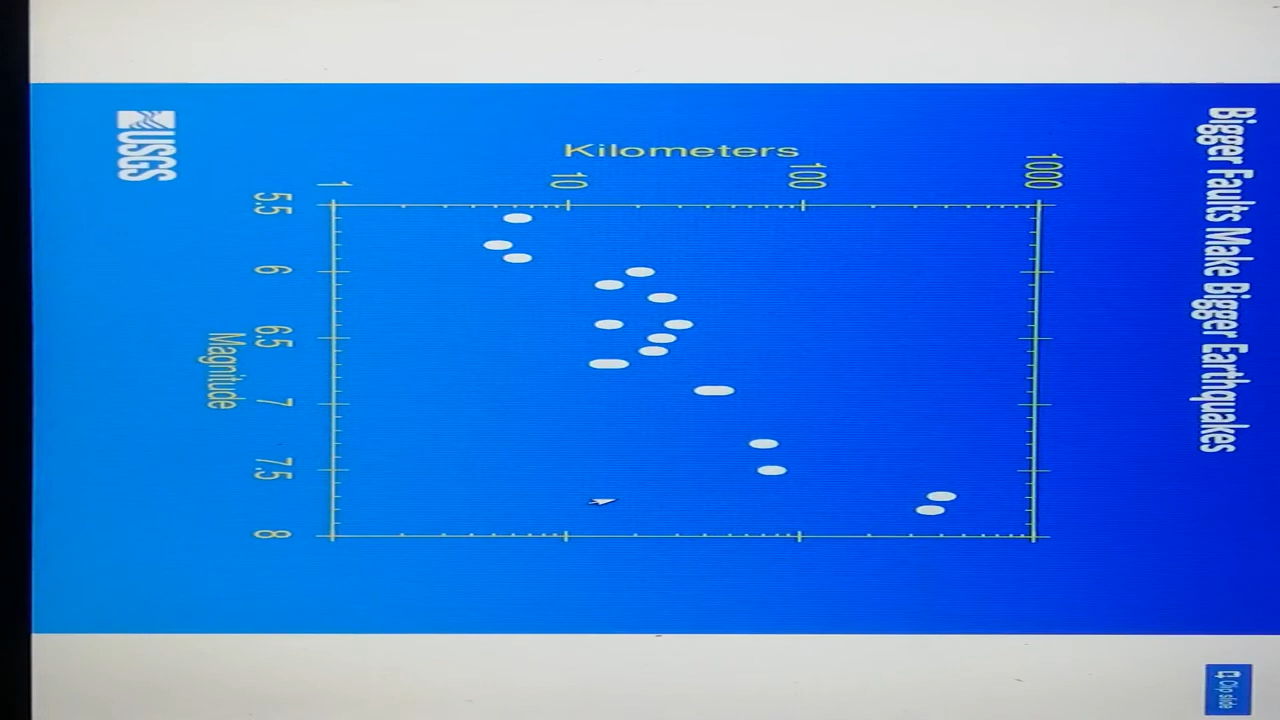 Bigger Faults Make Bigger Earthquakes
1000
100
Kilometers
10
1
5.5 6 6.5 7 7.5 8
Magnitude
USGS
Clip slide